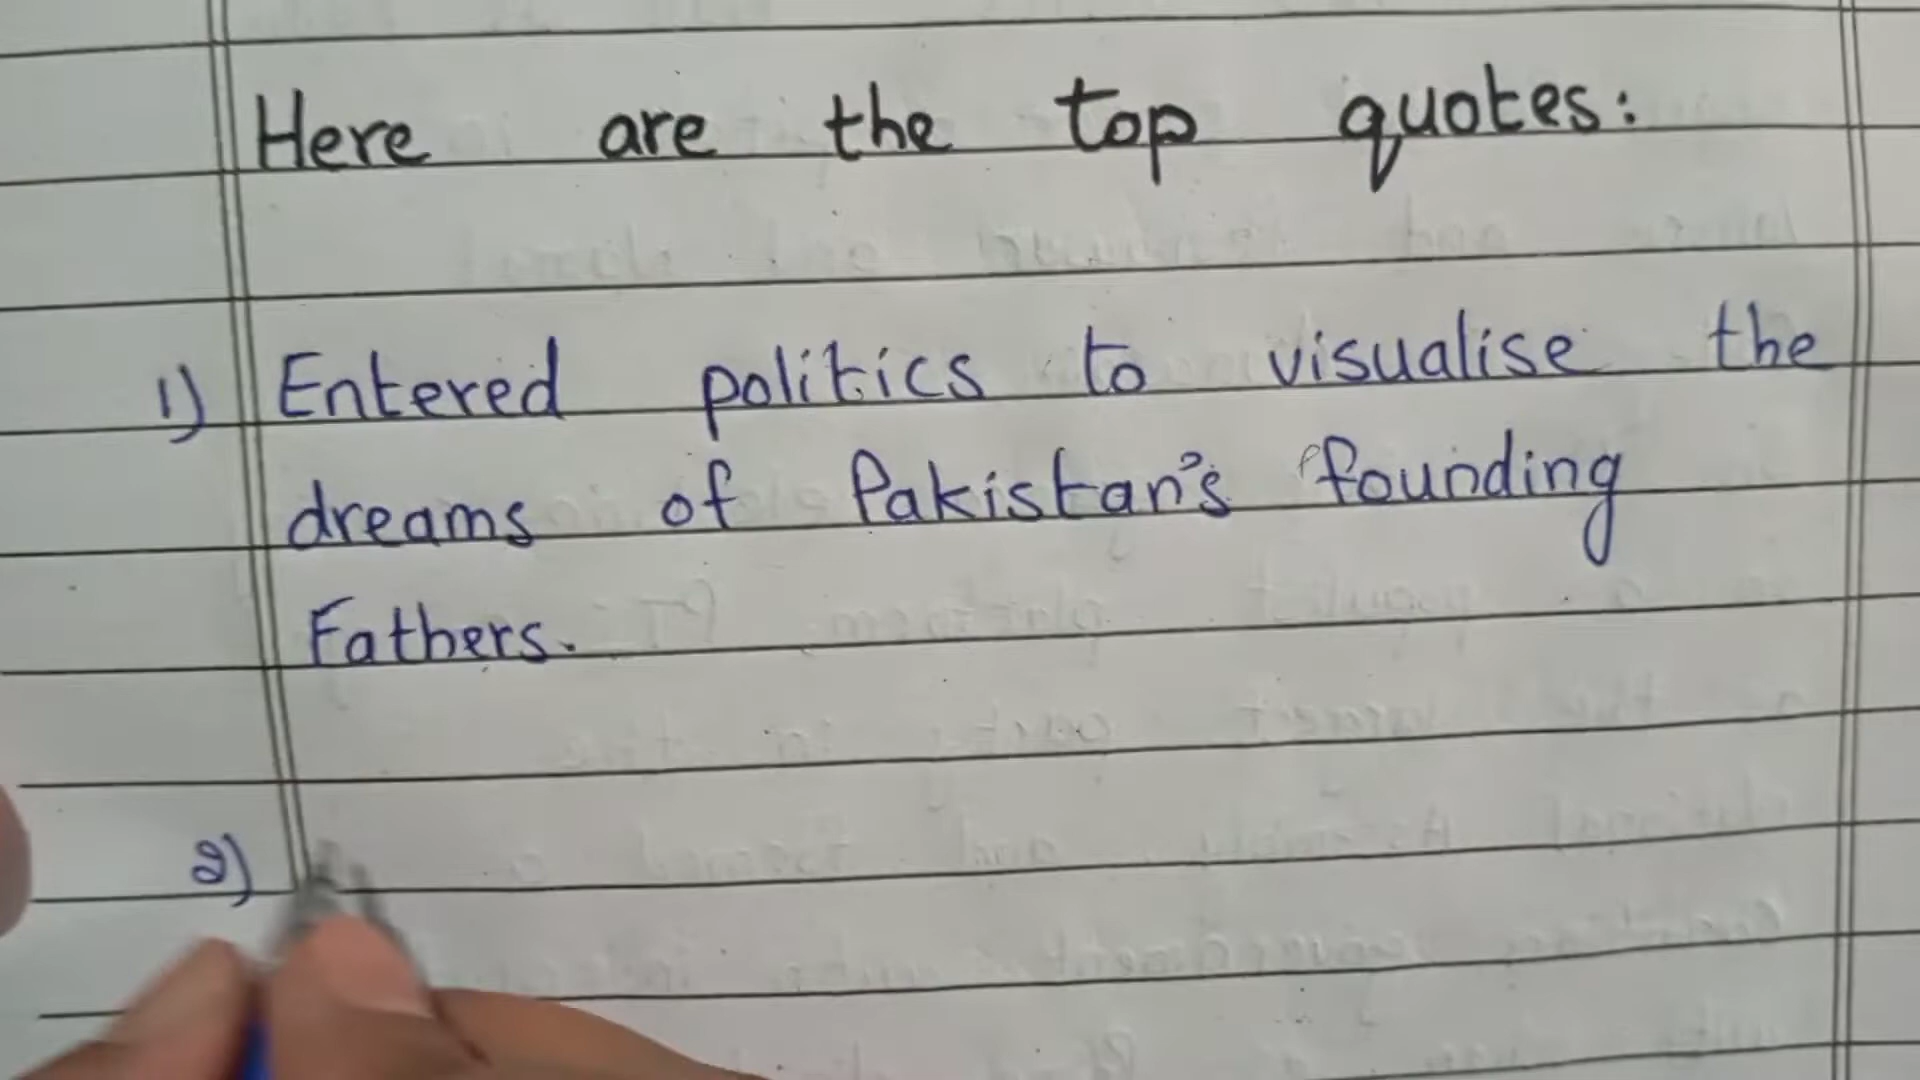 Here are the top quotes:
1) Entered politics to visualise the
dreams of Pakistan's founding
Fathers.
2)